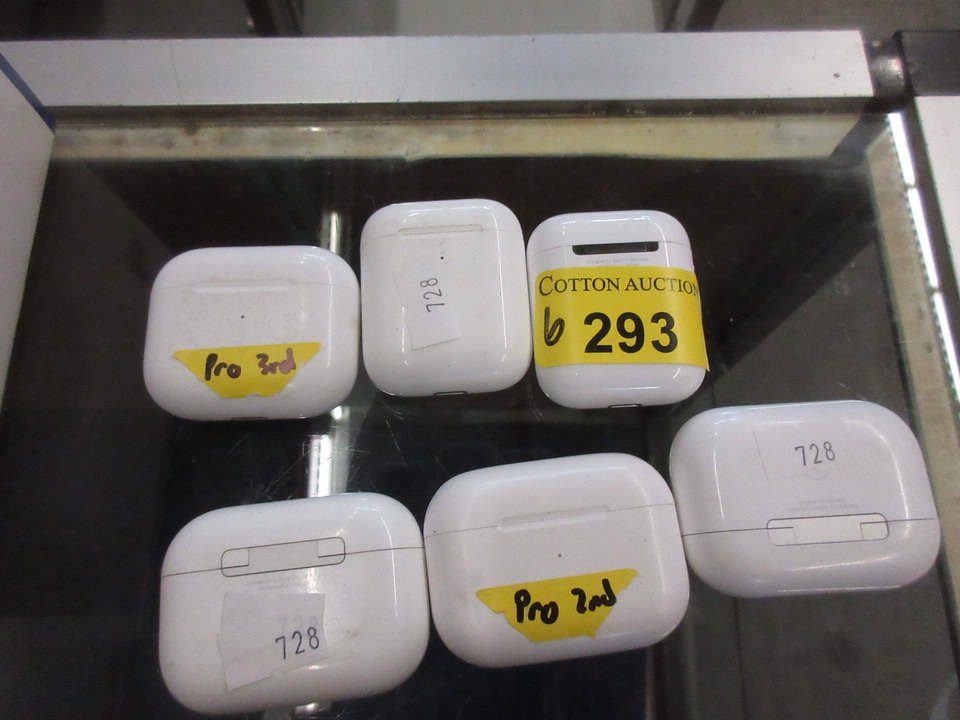 728
COTTON AUCTION
6 293
Pro 3rd
728
Pro 2nd
728